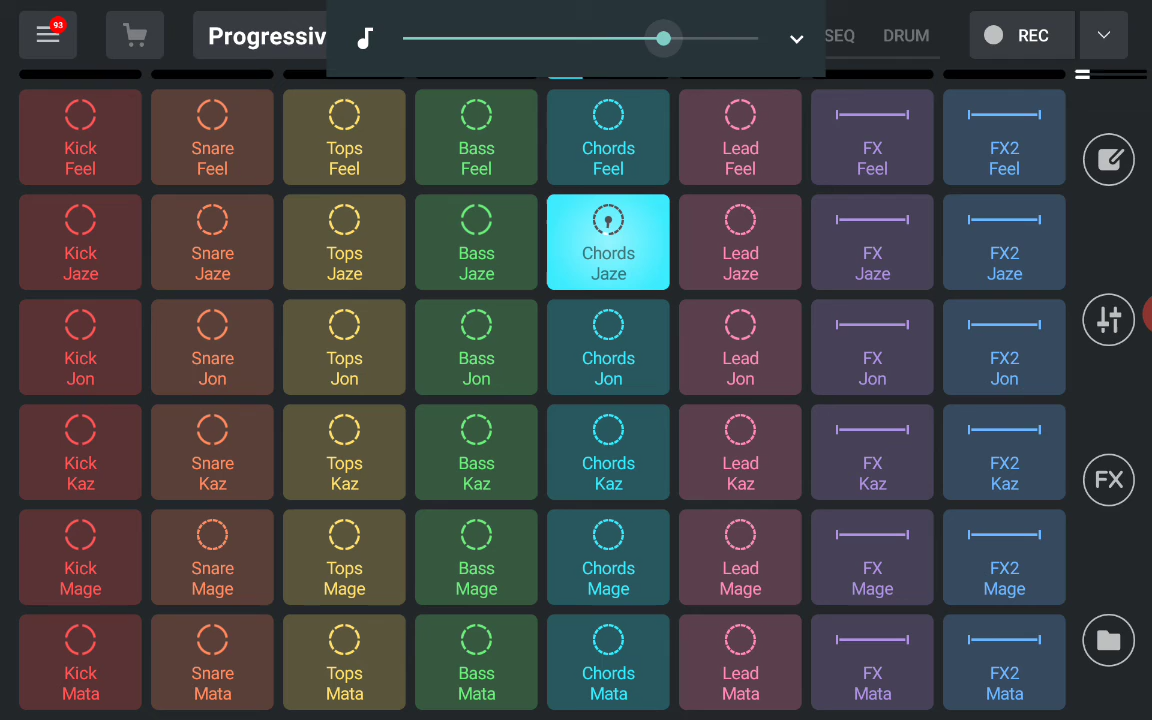 93
Progressiv
SEQ
DRUM
REC
Kick
Feel
Snare
Feel
Tops
Feel
Bass
Feel
Chords
Feel
Lead
Feel
FX
Feel
FX2
Feel
Kick
Jaze
Snare
Jaze
Tops
Jaze
Bass
Jaze
Chords
Jaze
Lead
Jaze
FX
Jaze
FX2
Jaze
Kick
Jon
Snare
Jon
Tops
Jon
Bass
Jon
Chords
Jon
Lead
Jon
FX
Jon
FX2
Jon
Kick
Kaz
Snare
Kaz
Tops
Kaz
Bass
Kaz
Chords
Kaz
Lead
Kaz
FX
Kaz
FX2
Kaz
FX
Kick
Mage
Snare
Mage
Tops
Mage
Bass
Mage
Chords
Mage
Lead
Mage
FX
Mage
FX2
Mage
Kick
Mata
Snare
Mata
Tops
Mata
Bass
Mata
Chords
Mata
Lead
Mata
FX
Mata
FX2
Mata